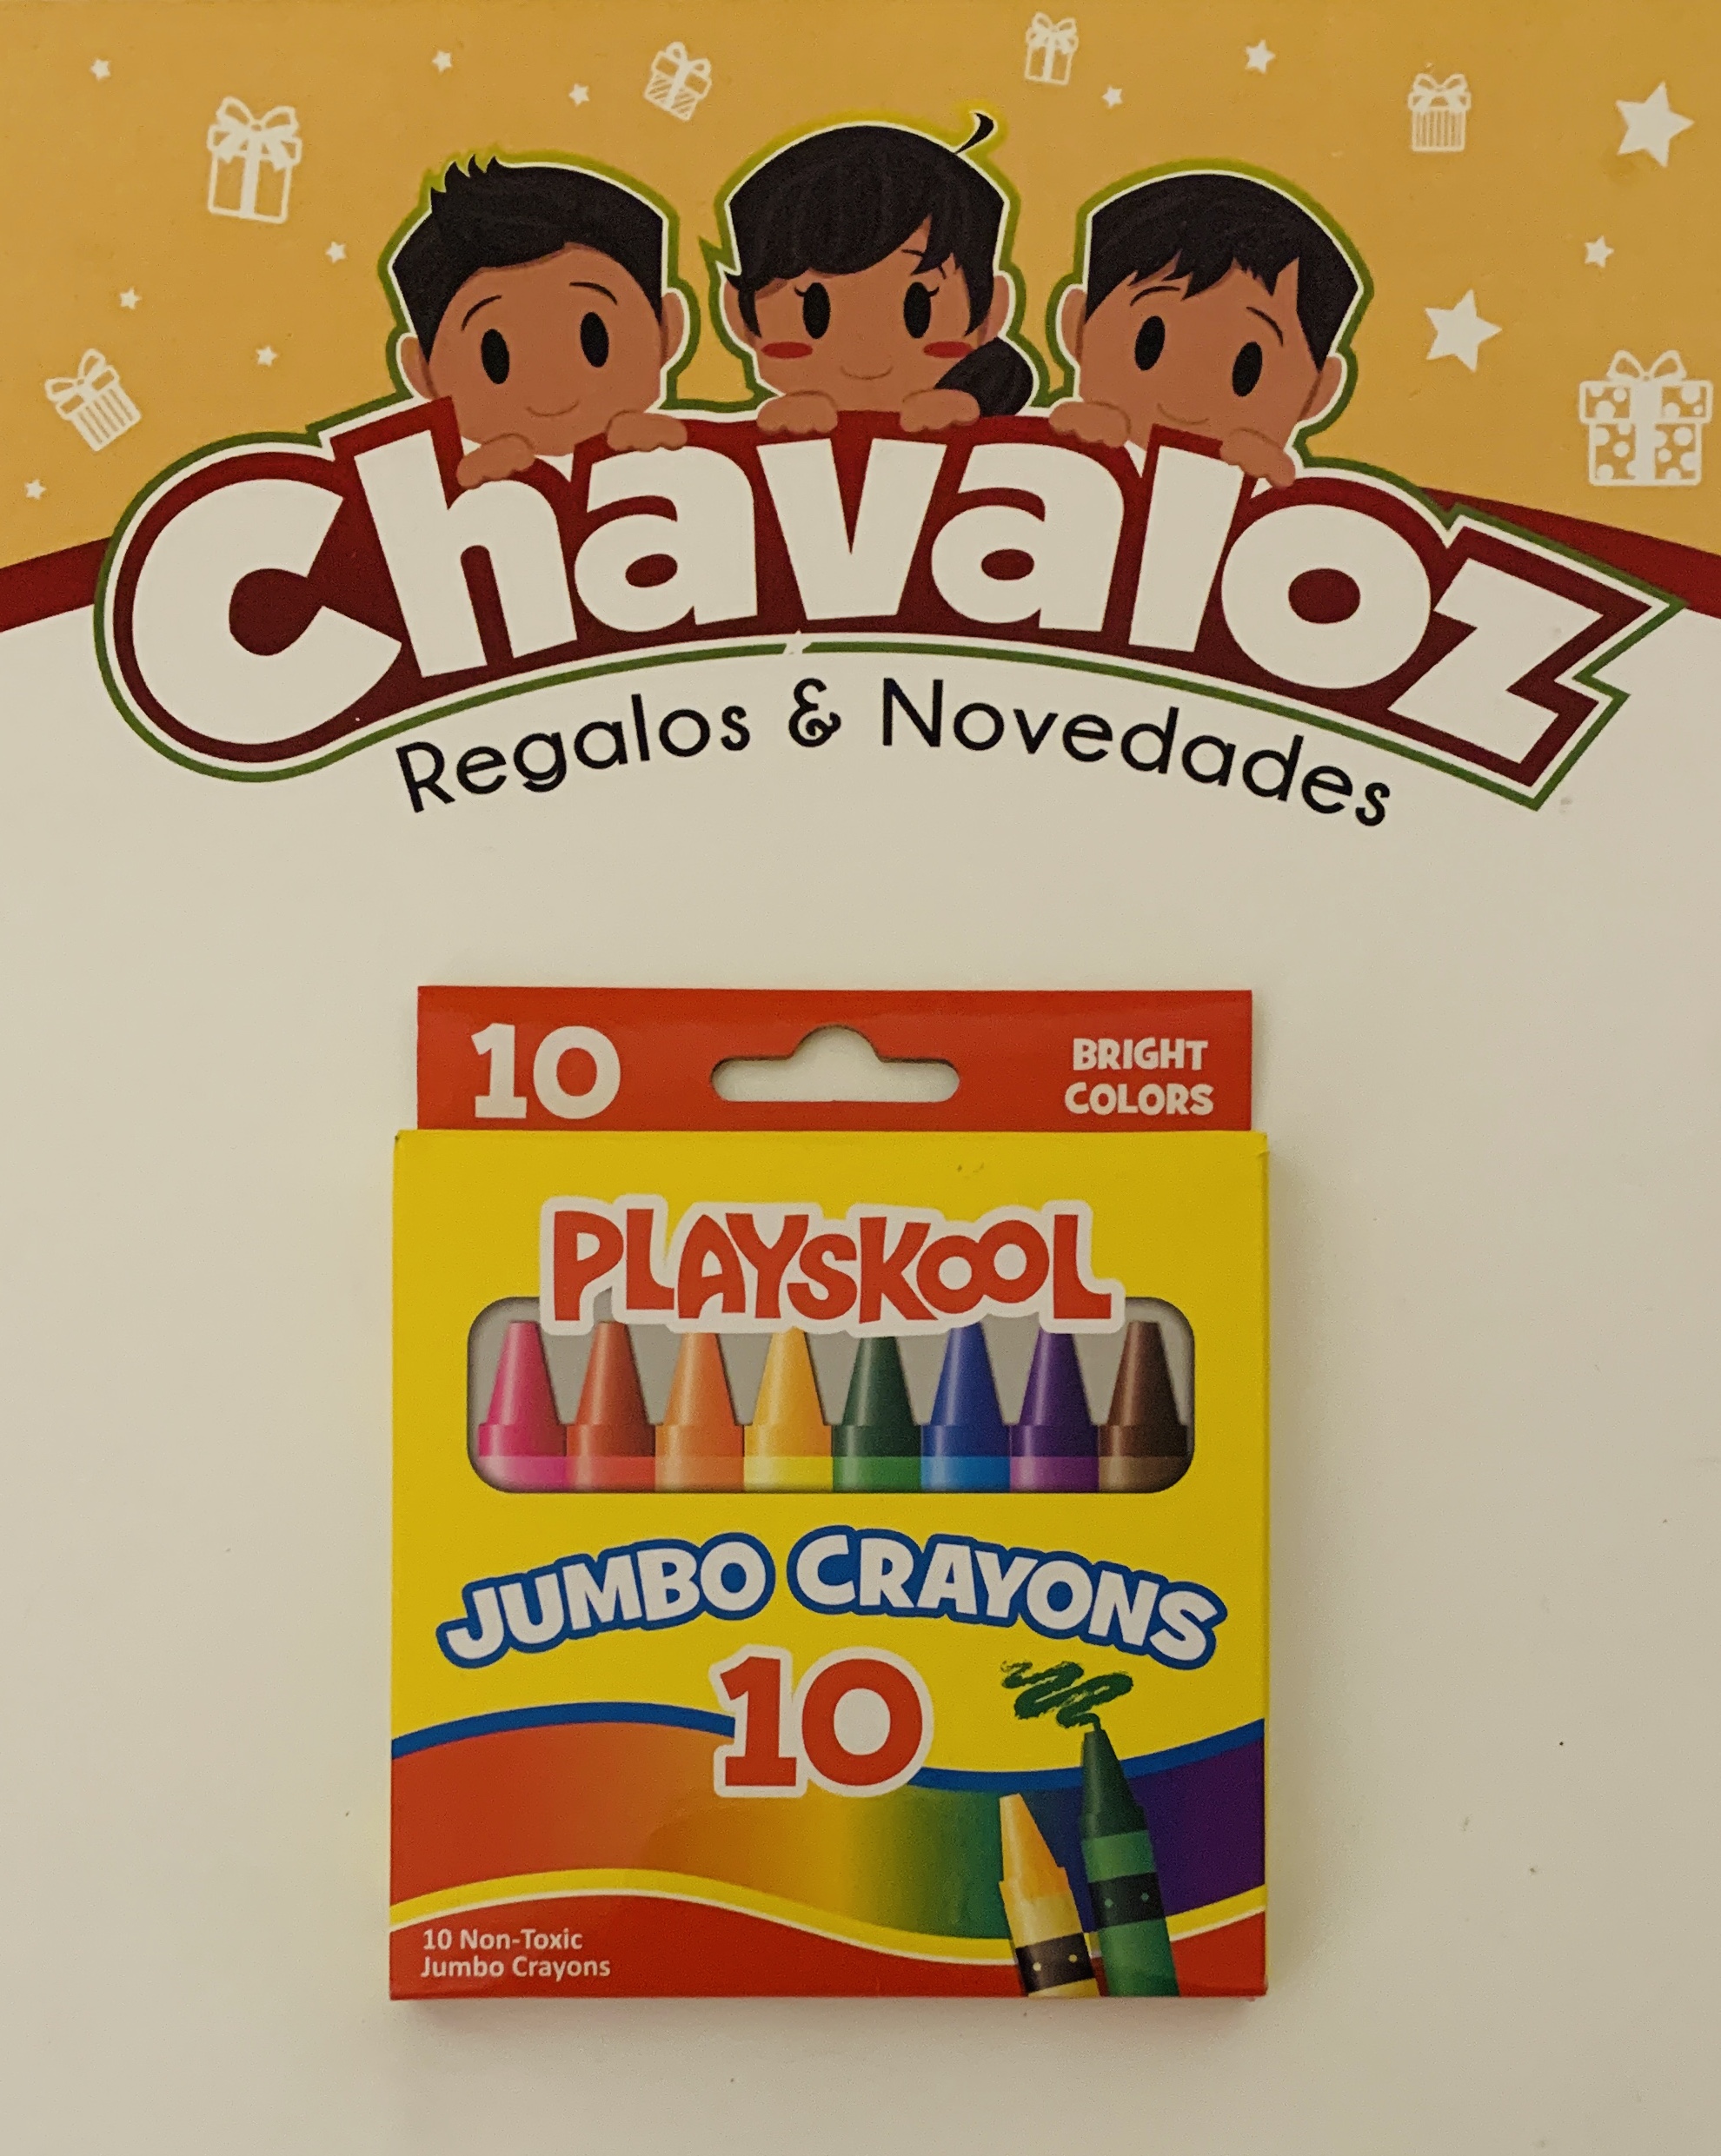 Chavaloz
Regalos & Novedades
10
BRIGHT
COLORS
PLAYSKOOL
JUMBO CRAYONS
10
10 Non-Toxic
Jumbo Crayons